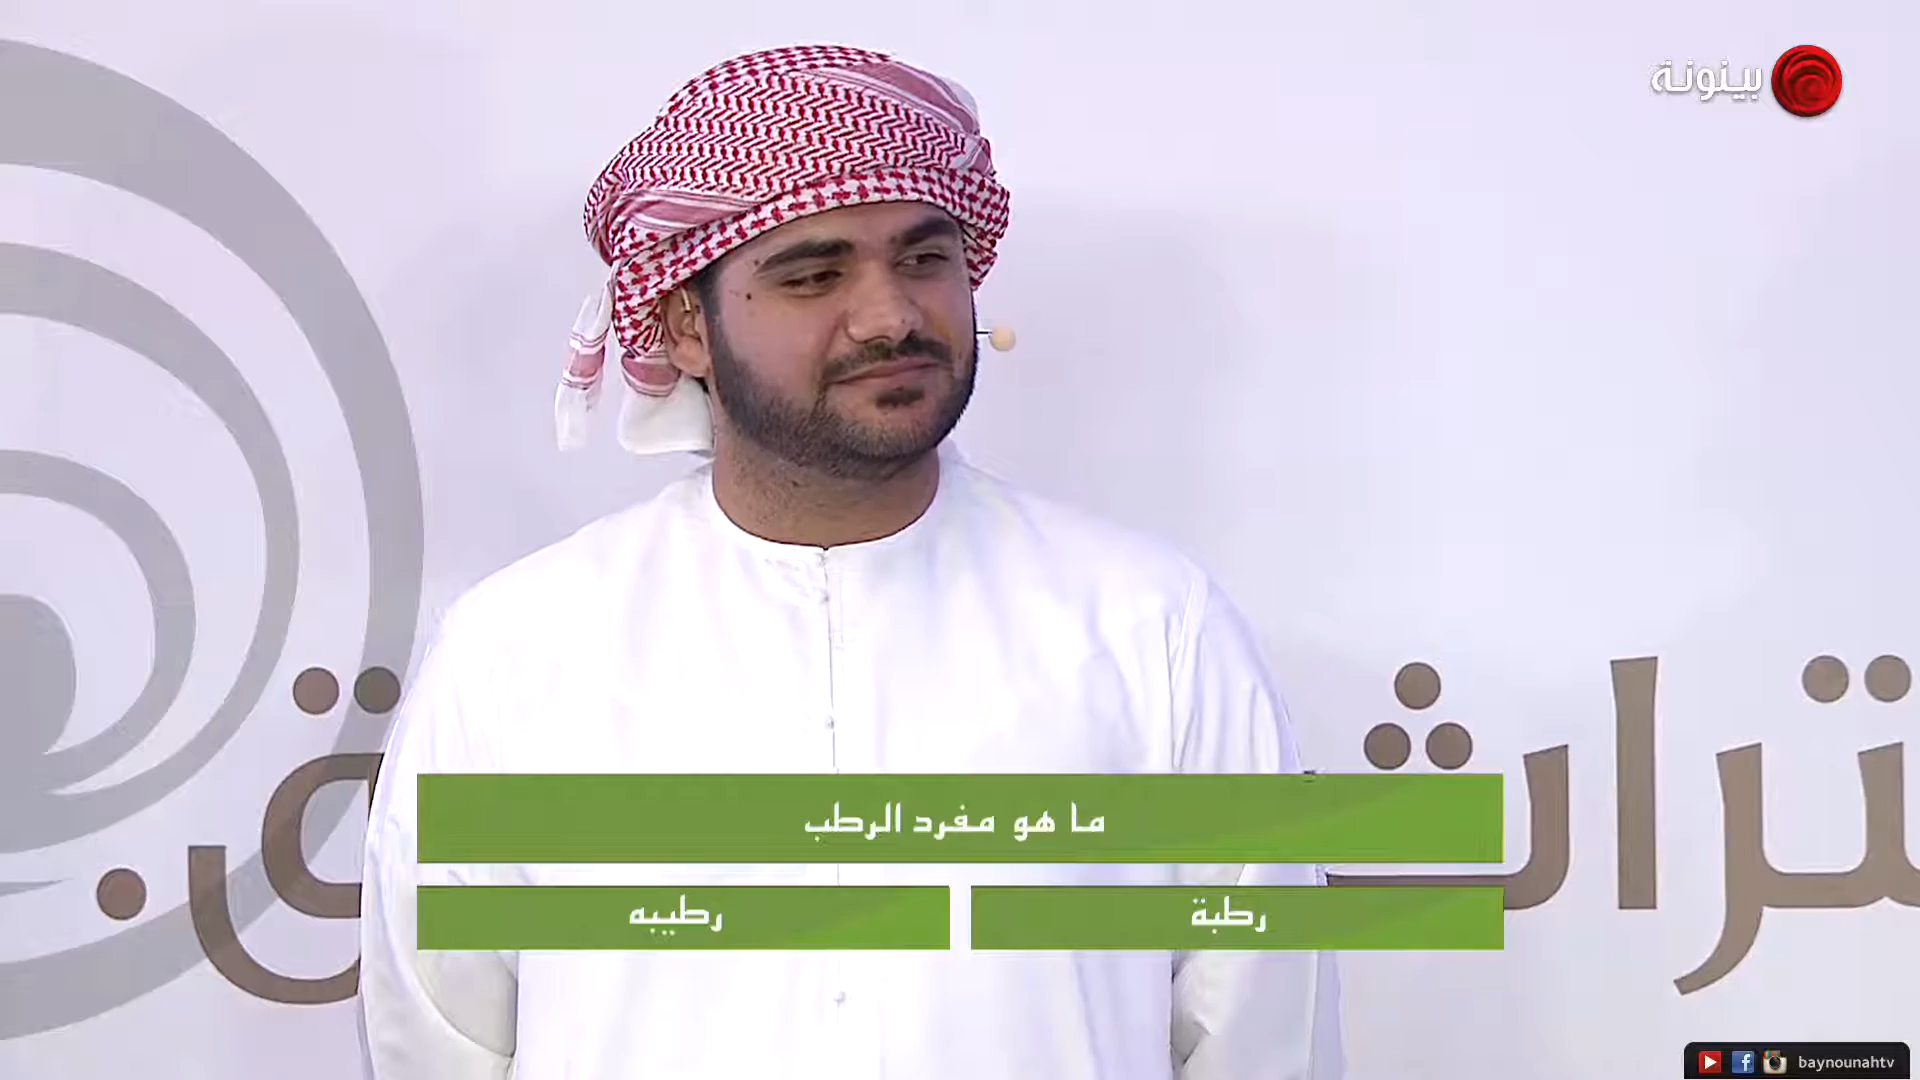 بينونة
ما هو مفرد الرطب
رطبة
رطيبه
baynounahtv